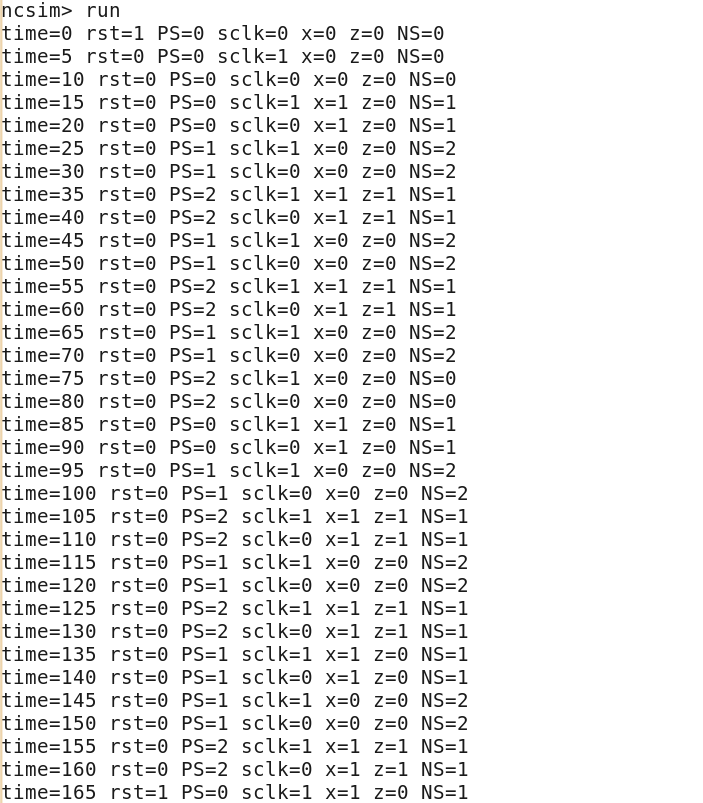 ncsim> run
time=0 rst=1 PS=0 sclk=0 x=0 z=0 NS=0
time=5 rst=0 PS=0 sclk=1 x=0 z=0 NS=0
time=10 rst=0 PS=0 sclk=0 x=0 z=0 NS=0
time=15 rst=0 PS=0 sclk=1 x=1 z=0 NS=1
time=20 rst=0 PS=0 sclk=0 x=1 z=0 NS=1
time=25 rst=0 PS=1 sclk=1 x=0 z=0 NS=2
time=30 rst=0 PS=1 sclk=0 x=0 z=0 NS=2
time=35 rst=0 PS=2 sclk=1 x=1 z=1 NS=1
time=40 rst=0 PS=2 sclk=0 x=1 z=1 NS=1
time=45 rst=0 PS=1 sclk=1 x=0 z=0 NS=2
time=50 rst=0 PS=1 sclk=0 x=0 z=0 NS=2
time=55 rst=0 PS=2 sclk=1 x=1 z=1 NS=1
time=60 rst=0 PS=2 sclk=0 x=1 z=1 NS=1
time=65 rst=0 PS=1 sclk=1 x=0 z=0 NS=2
time=70 rst=0 PS=1 sclk=0 x=0 z=0 NS=2
time=75 rst=0 PS=2 sclk=1 x=0 z=0 NS=0
time=80 rst=0 PS=2 sclk=0 x=0 z=0 NS=0
time=85 rst=0 PS=0 sclk=1 x=1 z=0 NS=1
time=90 rst=0 PS=0 sclk=0 x=1 z=0 NS=1
time=95 rst=0 PS=1 sclk=1 x=0 z=0 NS=2
time=100 rst=0 PS=1 sclk=0 x=0 z=0 NS=2
time=105 rst=0 PS=2 sclk=1 x=1 z=1 NS=1
time=110 rst=0 PS=2 sclk=0 x=1 z=1 NS=1
time=115 rst=0 PS=1 sclk=1 x=0 z=0 NS=2
time=120 rst=0 PS=1 sclk=0 x=0 z=0 NS=2
time=125 rst=0 PS=2 sclk=1 x=1 z=1 NS=1
time=130 rst=0 PS=2 sclk=0 x=1 z=1 NS=1
time=135 rst=0 PS=1 sclk=1 x=1 z=0 NS=1
time=140 rst=0 PS=1 sclk=0 x=1 z=0 NS=1
time=145 rst=0 PS=1 sclk=1 x=0 z=0 NS=2
time=150 rst=0 PS=1 sclk=0 x=0 z=0 NS=2
time=155 rst=0 PS=2 sclk=1 x=1 z=1 NS=1
time=160 rst=0 PS=2 sclk=0 x=1 z=1 NS=1
time=165 rst=1 PS=0 sclk=1 x=1 z=0 NS=1